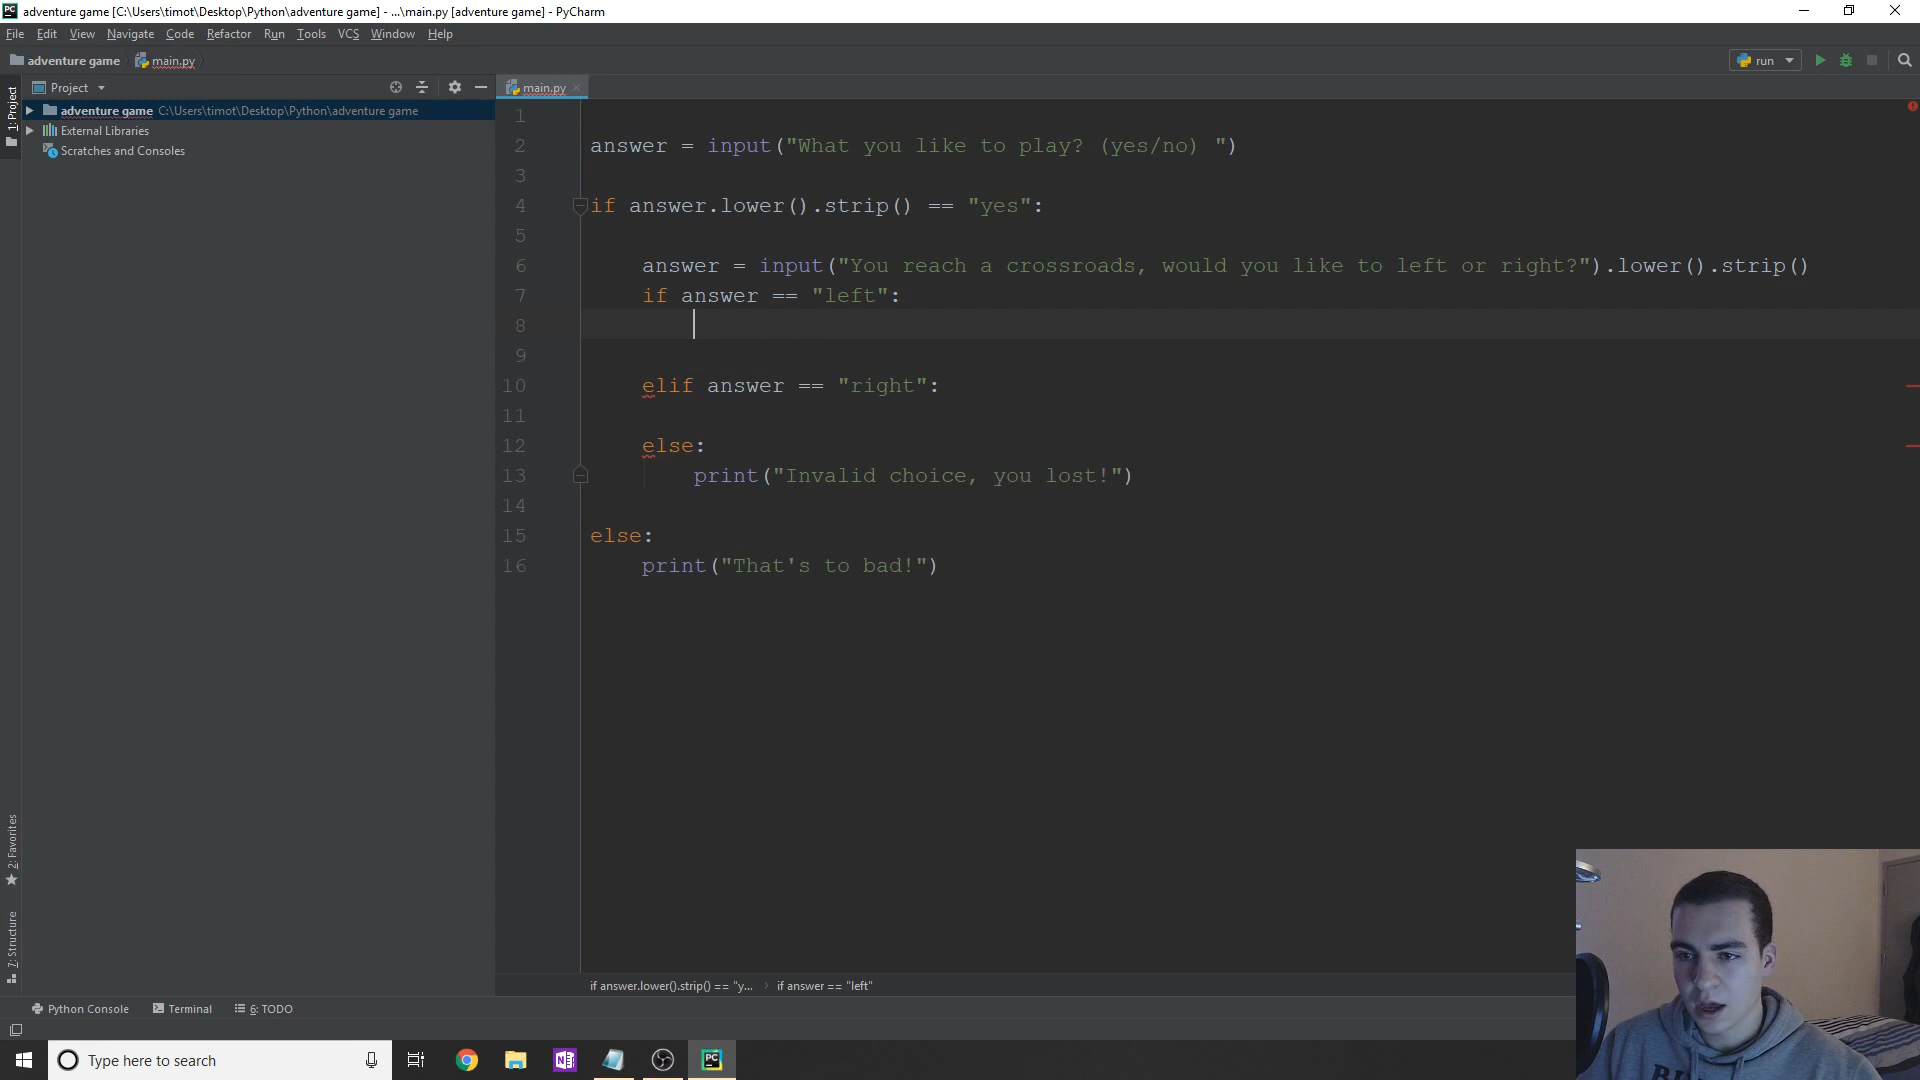 adventure game [C:\Users\timot\Desktop\Python\adventure game] - ...\main.py [adventure game] - PyCharm
File Edit View Navigate Code Refactor Run Tools VCS Window Help
adventure game main.py run
Project main.py
1: Project
adventure game C:\Users\timot\Desktop\Python\adventure game
External Libraries
Scratches and Consoles
1
2 answer = input("What you like to play? (yes/no) ")
3
4 if answer.lower().strip() == "yes":
5
6 answer = input("You reach a crossroads, would you like to left or right?").lower().strip()
7 if answer == "left":
8
9
10 elif answer == "right":
11
12 else:
13 print("Invalid choice, you lost!")
14
15 else:
16 print("That's to bad!")
2: Favorites
7: Structure
if answer.lower().strip() == "y... › if answer == "left"
Python Console Terminal 6: TODO
Type here to search